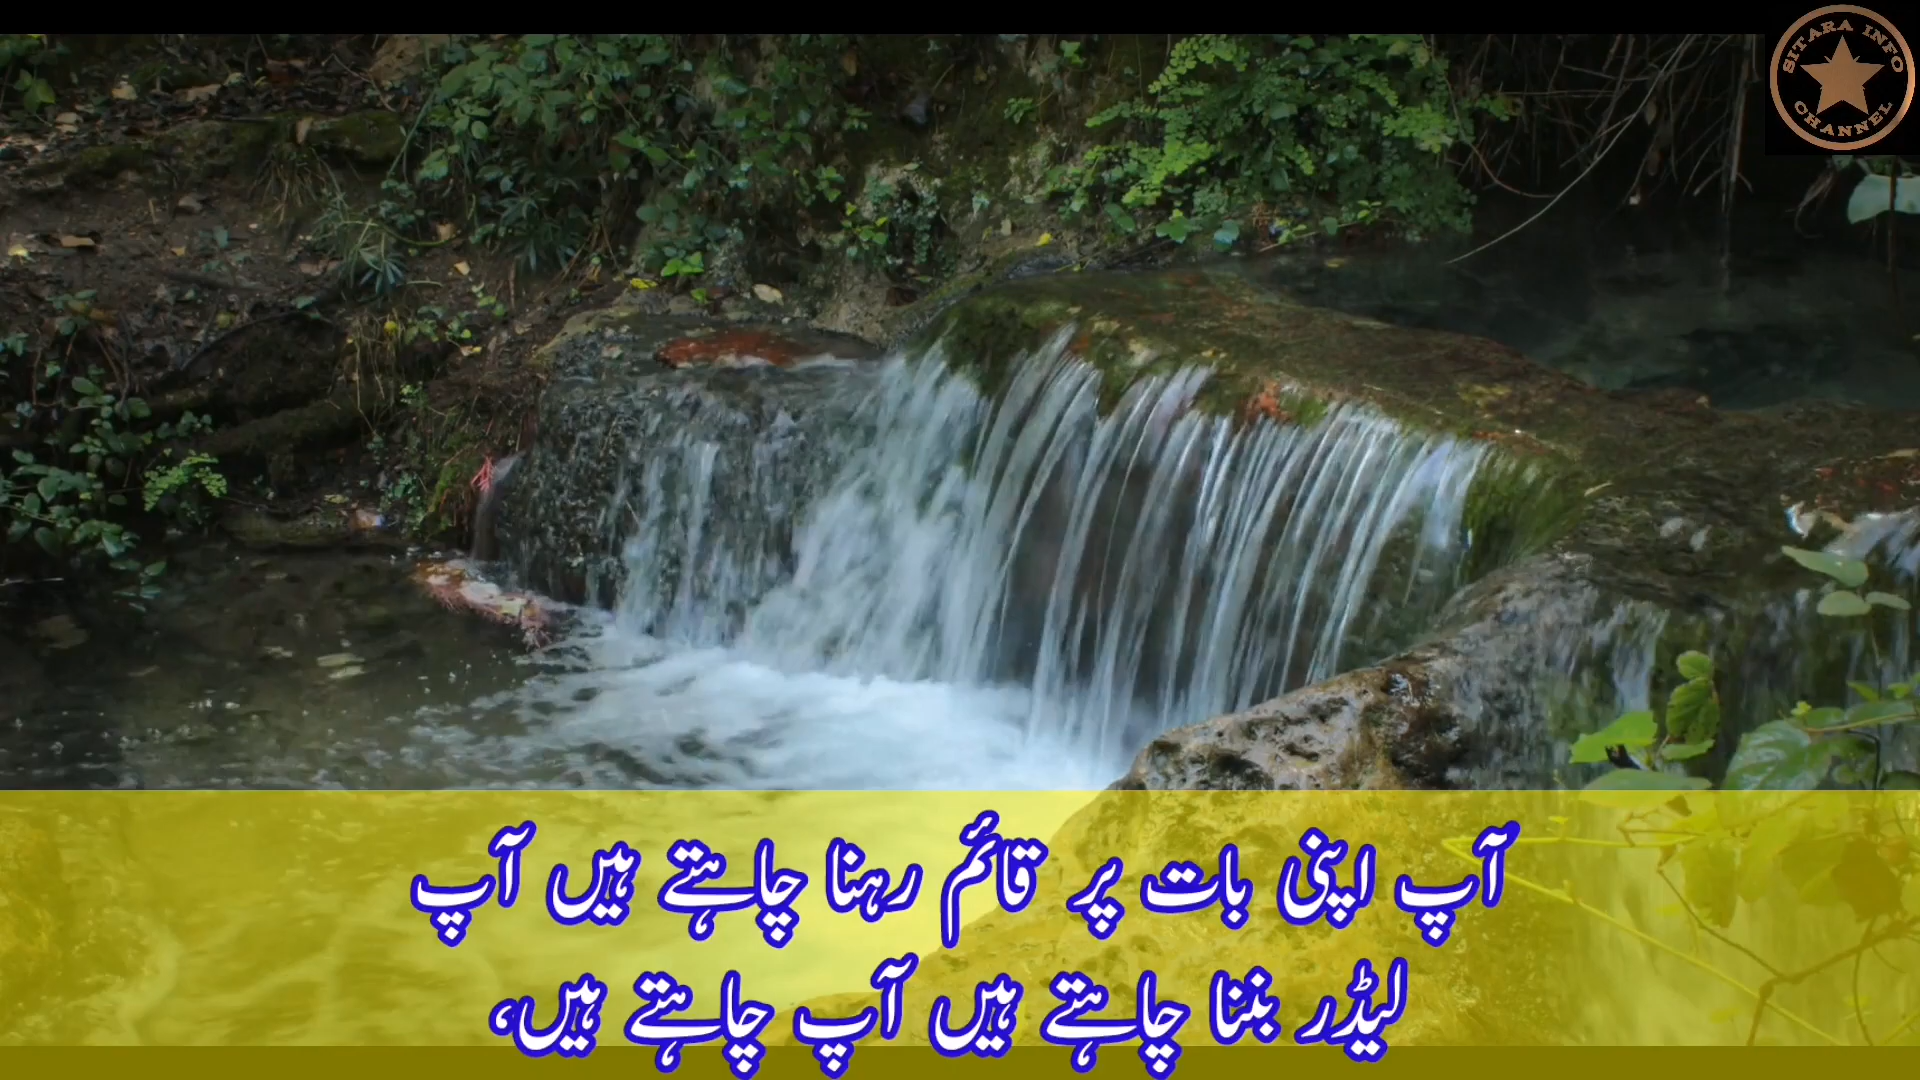 SITARA INFO
CHANNEL
آپ اپنی بات پر قائم رہنا چاہتے ہیں آپ
لیڈر بننا چاہتے ہیں آپ چاہتے ہیں،